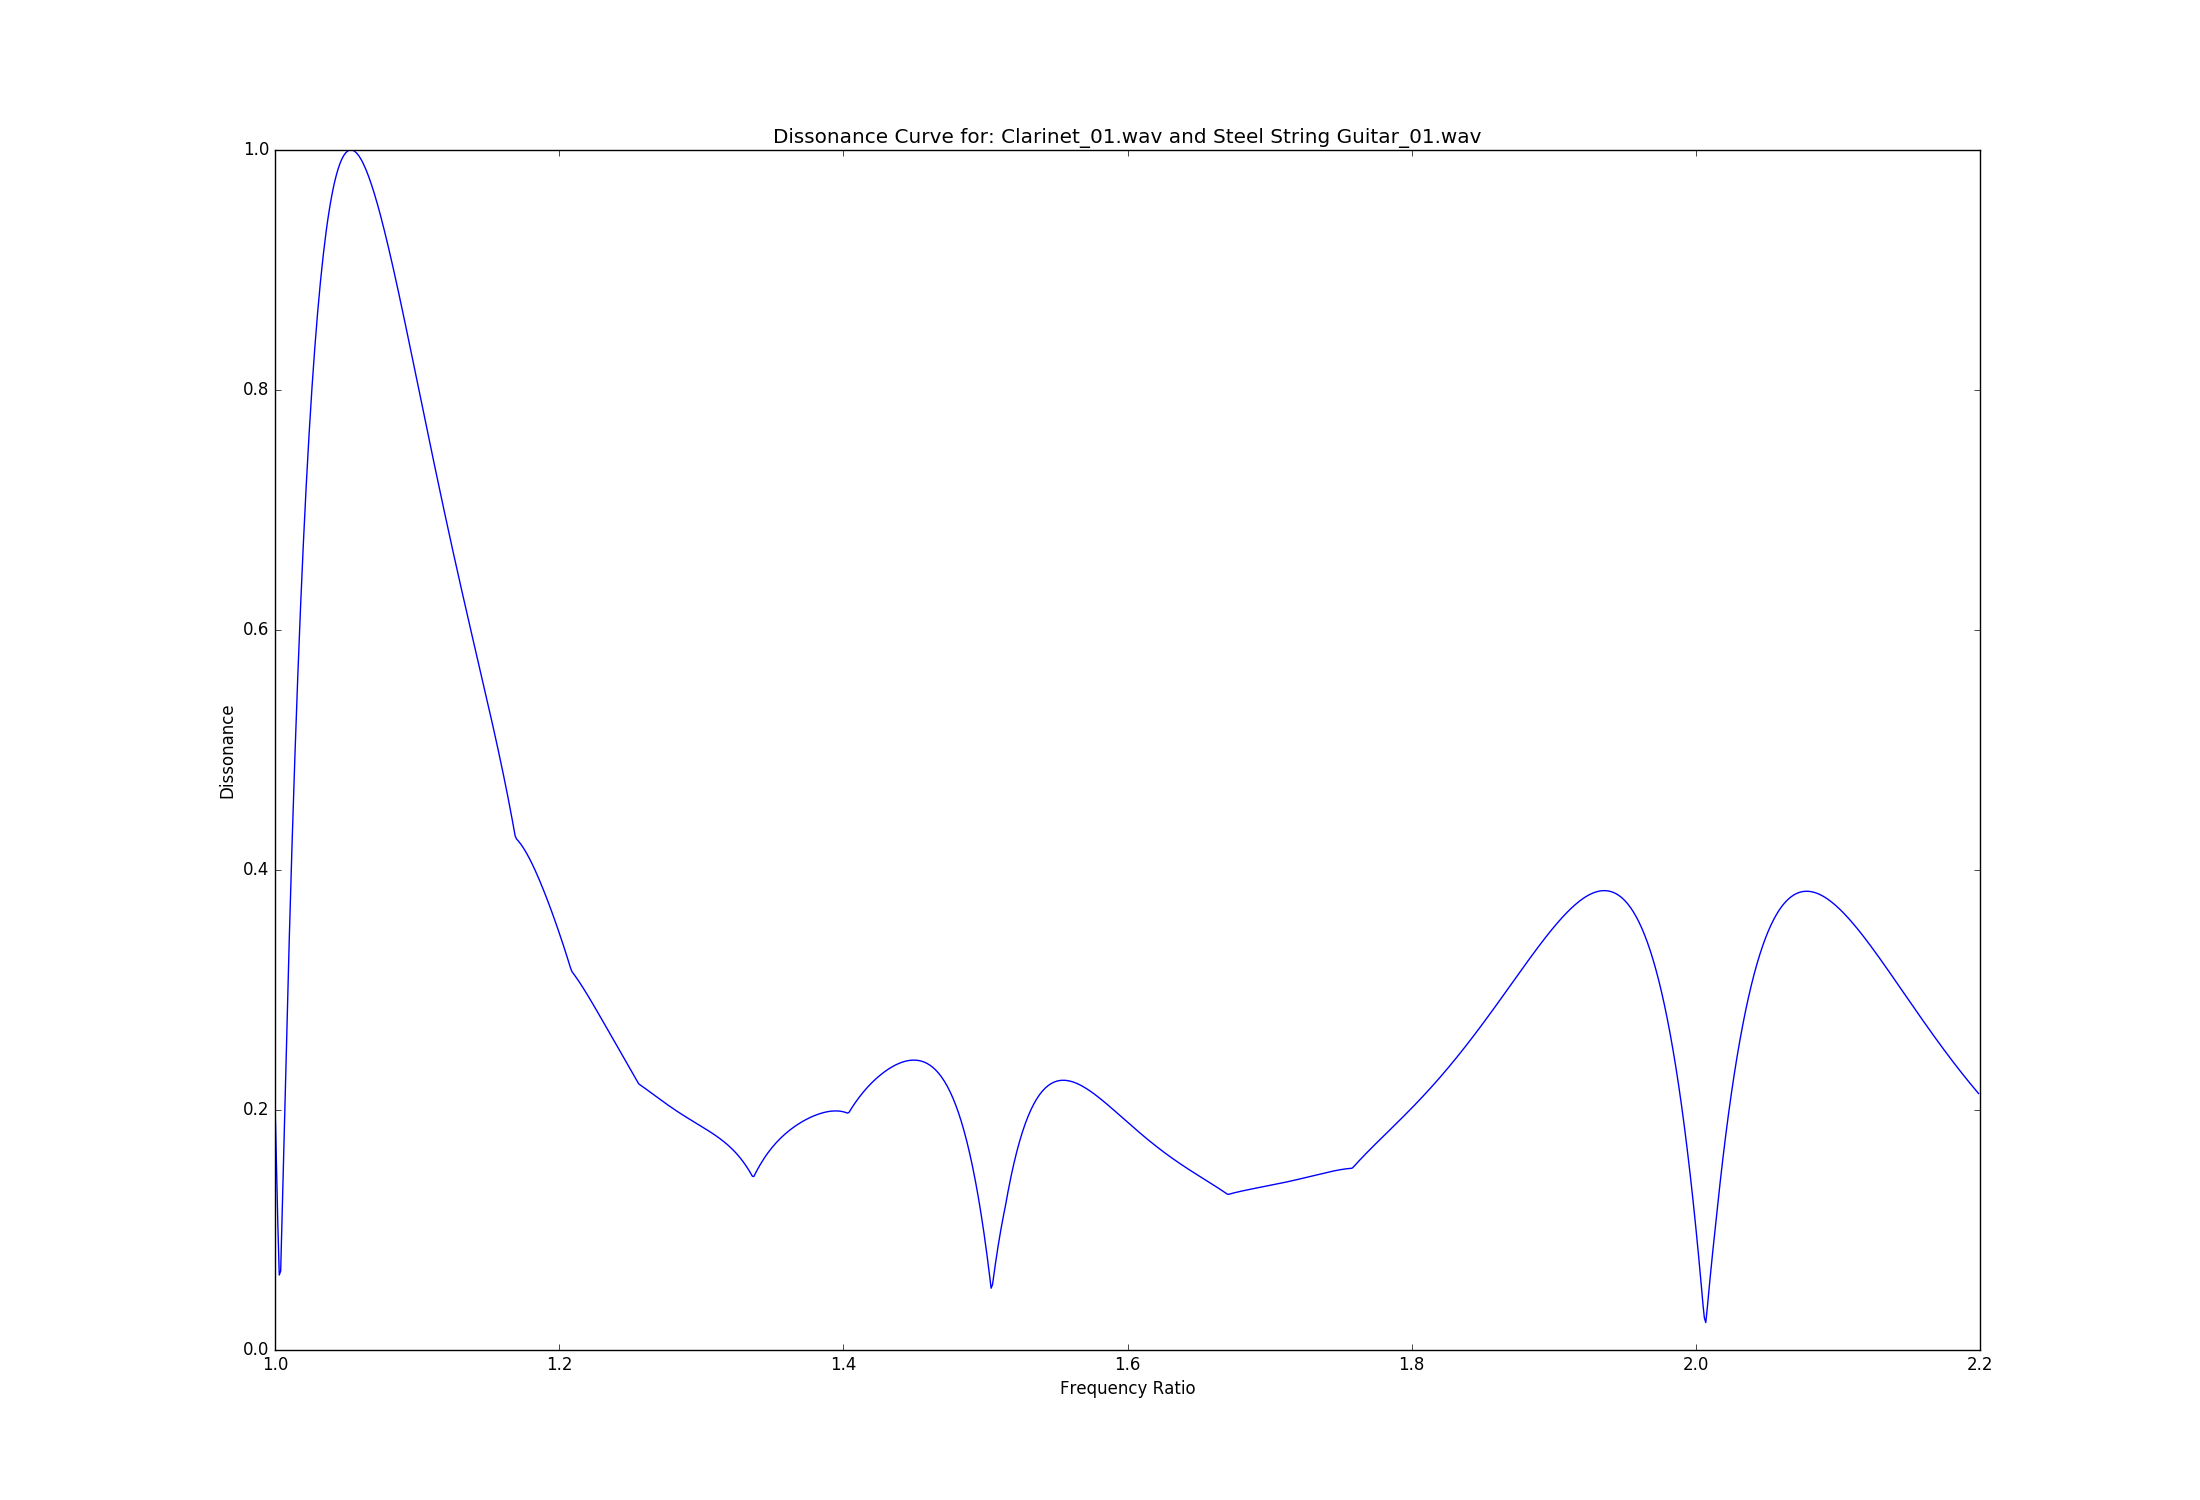 Dissonance Curve for: Clarinet_01.wav and Steel String Guitar_01.wav
1.0
0.8
0.6
0.4
0.2
0.0
Dissonance
1.0 1.2 1.4 1.6 1.8 2.0 2.2
Frequency Ratio